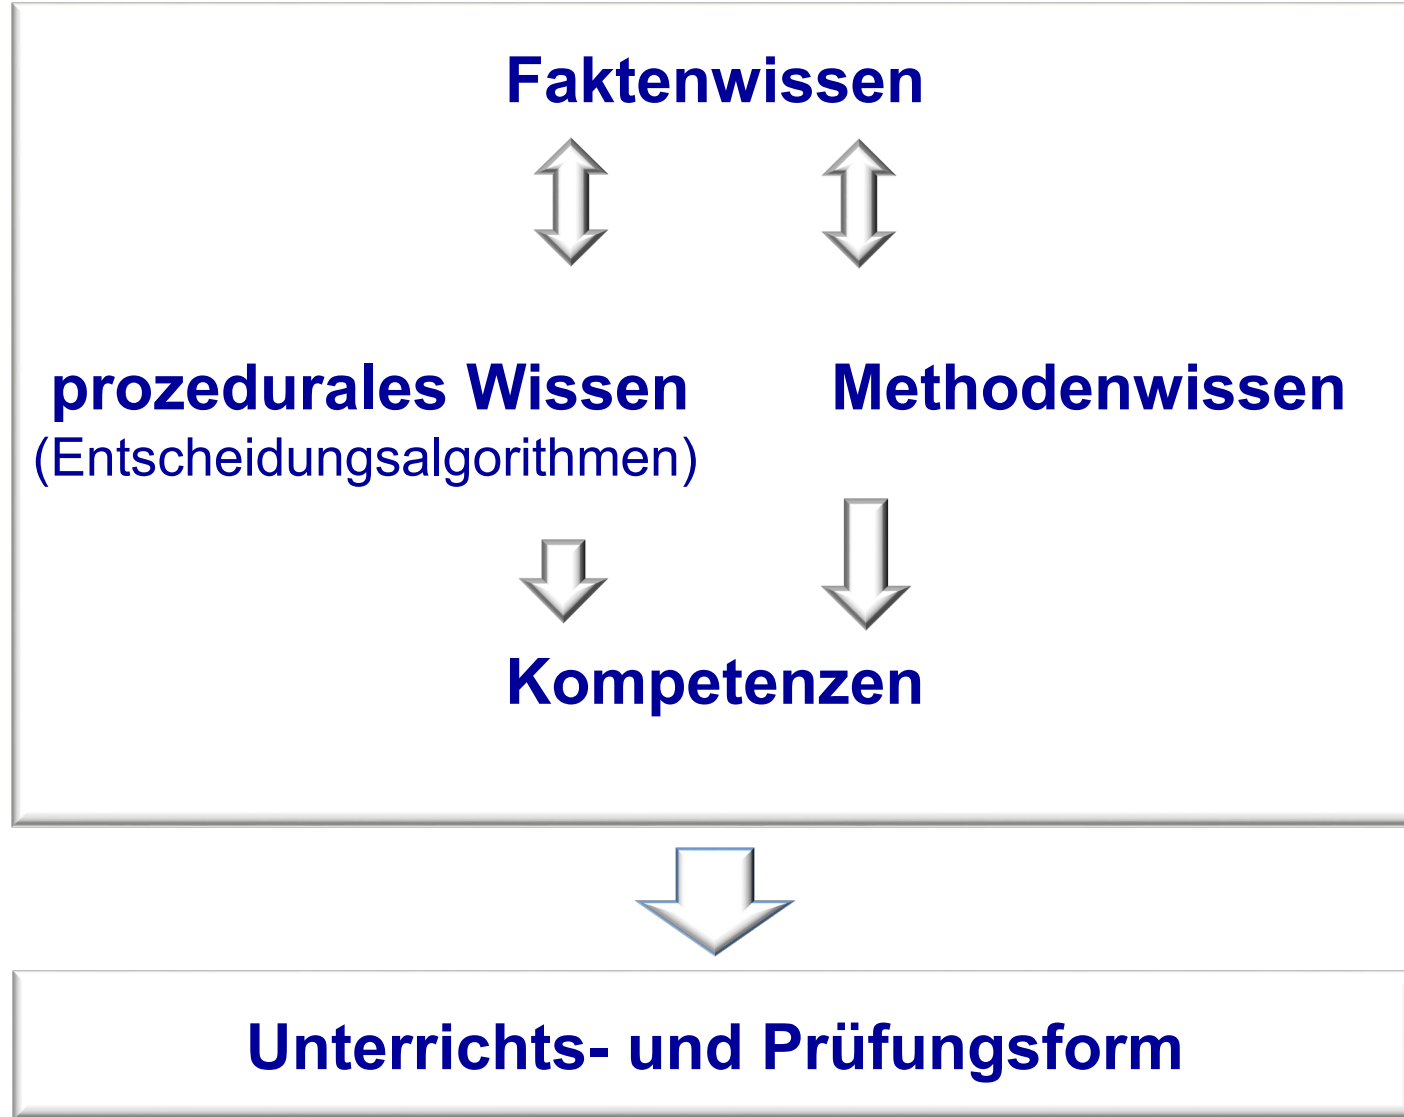 Faktenwissen
prozedurales Wissen
(Entscheidungsalgorithmen)
Methodenwissen
Kompetenzen
Unterrichts- und Prüfungsform